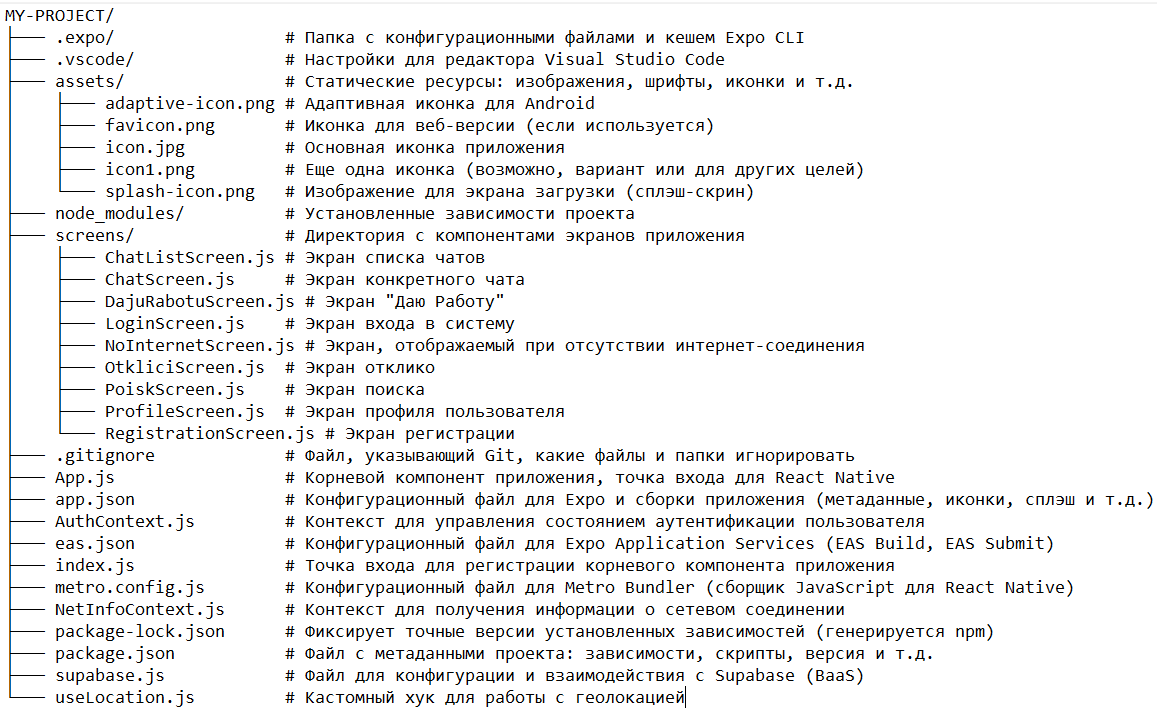 MY-PROJECT/
├── .expo/ # Папка с конфигурационными файлами и кешем Expo CLI
├── .vscode/ # Настройки для редактора Visual Studio Code
├── assets/ # Статические ресурсы: изображения, шрифты, иконки и т.д.
│   ├── adaptive-icon.png # Адаптивная иконка для Android
│   ├── favicon.png # Иконка для веб-версии (если используется)
│   ├── icon.jpg # Основная иконка приложения
│   ├── icon1.png # Еще одна иконка (возможно, вариант или для других целей)
│   └── splash-icon.png # Изображение для экрана загрузки (сплэш-скрин)
├── node_modules/ # Установленные зависимости проекта
├── screens/ # Директория с компонентами экранов приложения
│   ├── ChatListScreen.js # Экран списка чатов
│   ├── ChatScreen.js # Экран конкретного чата
│   ├── DajuRabotuScreen.js # Экран "Даю Работу"
│   ├── LoginScreen.js # Экран входа в систему
│   ├── NoInternetScreen.js # Экран, отображаемый при отсутствии интернет-соединения
│   ├── OtkliciScreen.js # Экран отклико
│   ├── PoiskScreen.js # Экран поиска
│   ├── ProfileScreen.js # Экран профиля пользователя
│   └── RegistrationScreen.js # Экран регистрации
├── .gitignore # Файл, указывающий Git, какие файлы и папки игнорировать
├── App.js # Корневой компонент приложения, точка входа для React Native
├── app.json # Конфигурационный файл для Expo и сборки приложения (метаданные, иконки, сплэш и т.д.)
├── AuthContext.js # Контекст для управления состоянием аутентификации пользователя
├── eas.json # Конфигурационный файл для Expo Application Services (EAS Build, EAS Submit)
├── index.js # Точка входа для регистрации корневого компонента приложения
├── metro.config.js # Конфигурационный файл для Metro Bundler (сборщик JavaScript для React Native)
├── NetInfoContext.js # Контекст для получения информации о сетевом соединении
├── package-lock.json # Фиксирует точные версии установленных зависимостей (генерируется npm)
├── package.json # Файл с метаданными проекта: зависимости, скрипты, версия и т.д.
├── supabase.js # Файл для конфигурации и взаимодействия с Supabase (BaaS)
└── useLocation.js # Кастомный хук для работы с геолокацией